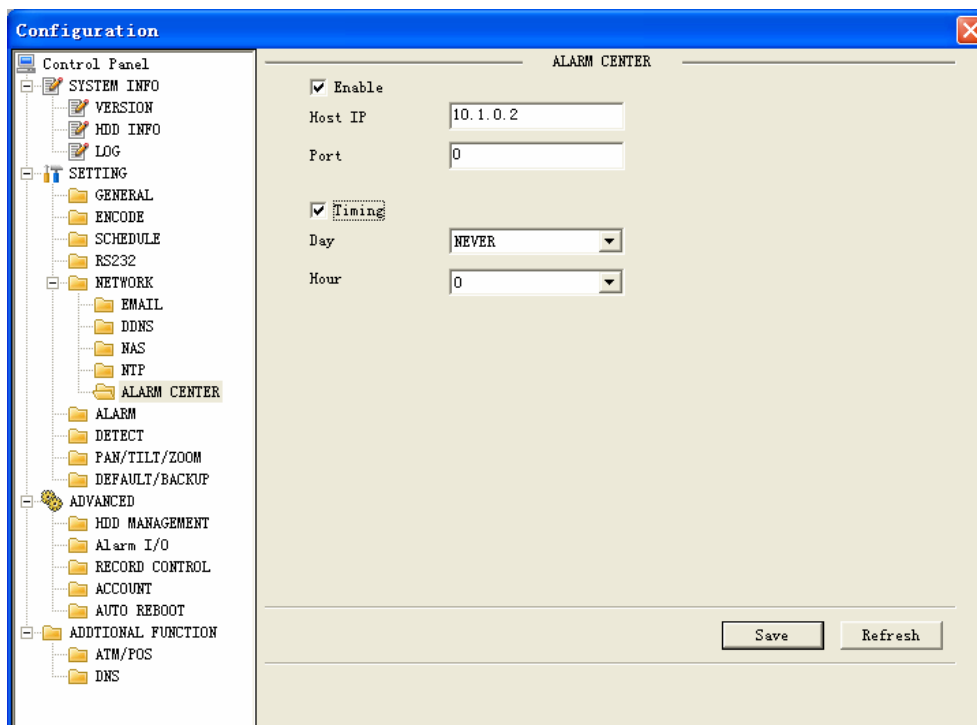 Configuration
Control Panel
SYSTEM INFO
VERSION
HDD INFO
LOG
SETTING
GENERAL
ENCODE
SCHEDULE
RS232
NETWORK
EMAIL
DDNS
NAS
NTP
ALARM CENTER
ALARM
DETECT
PAN/TILT/ZOOM
DEFAULT/BACKUP
ADVANCED
HDD MANAGEMENT
Alarm I/O
RECORD CONTROL
ACCOUNT
AUTO REBOOT
ADDTIONAL FUNCTION
ATM/POS
DNS
ALARM CENTER
Enable
Host IP 10.1.0.2
Port 0
Timing
Day NEVER
Hour 0
Save Refresh